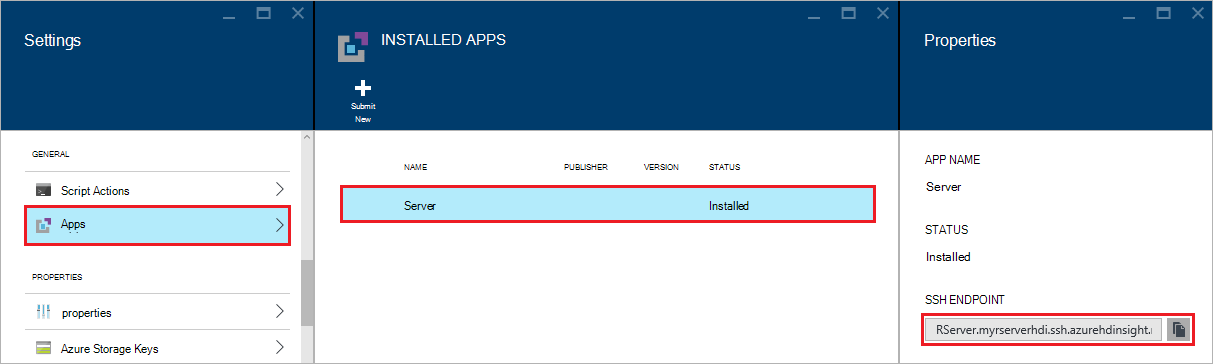 Settings
INSTALLED APPS
Properties
Submit
New
GENERAL
Script Actions
Apps
PROPERTIES
properties
Azure Storage Keys
NAME PUBLISHER VERSION STATUS
Server Installed
APP NAME
Server
STATUS
Installed
SSH ENDPOINT
RServer.myrserverhdi.ssh.azurehdinsight.